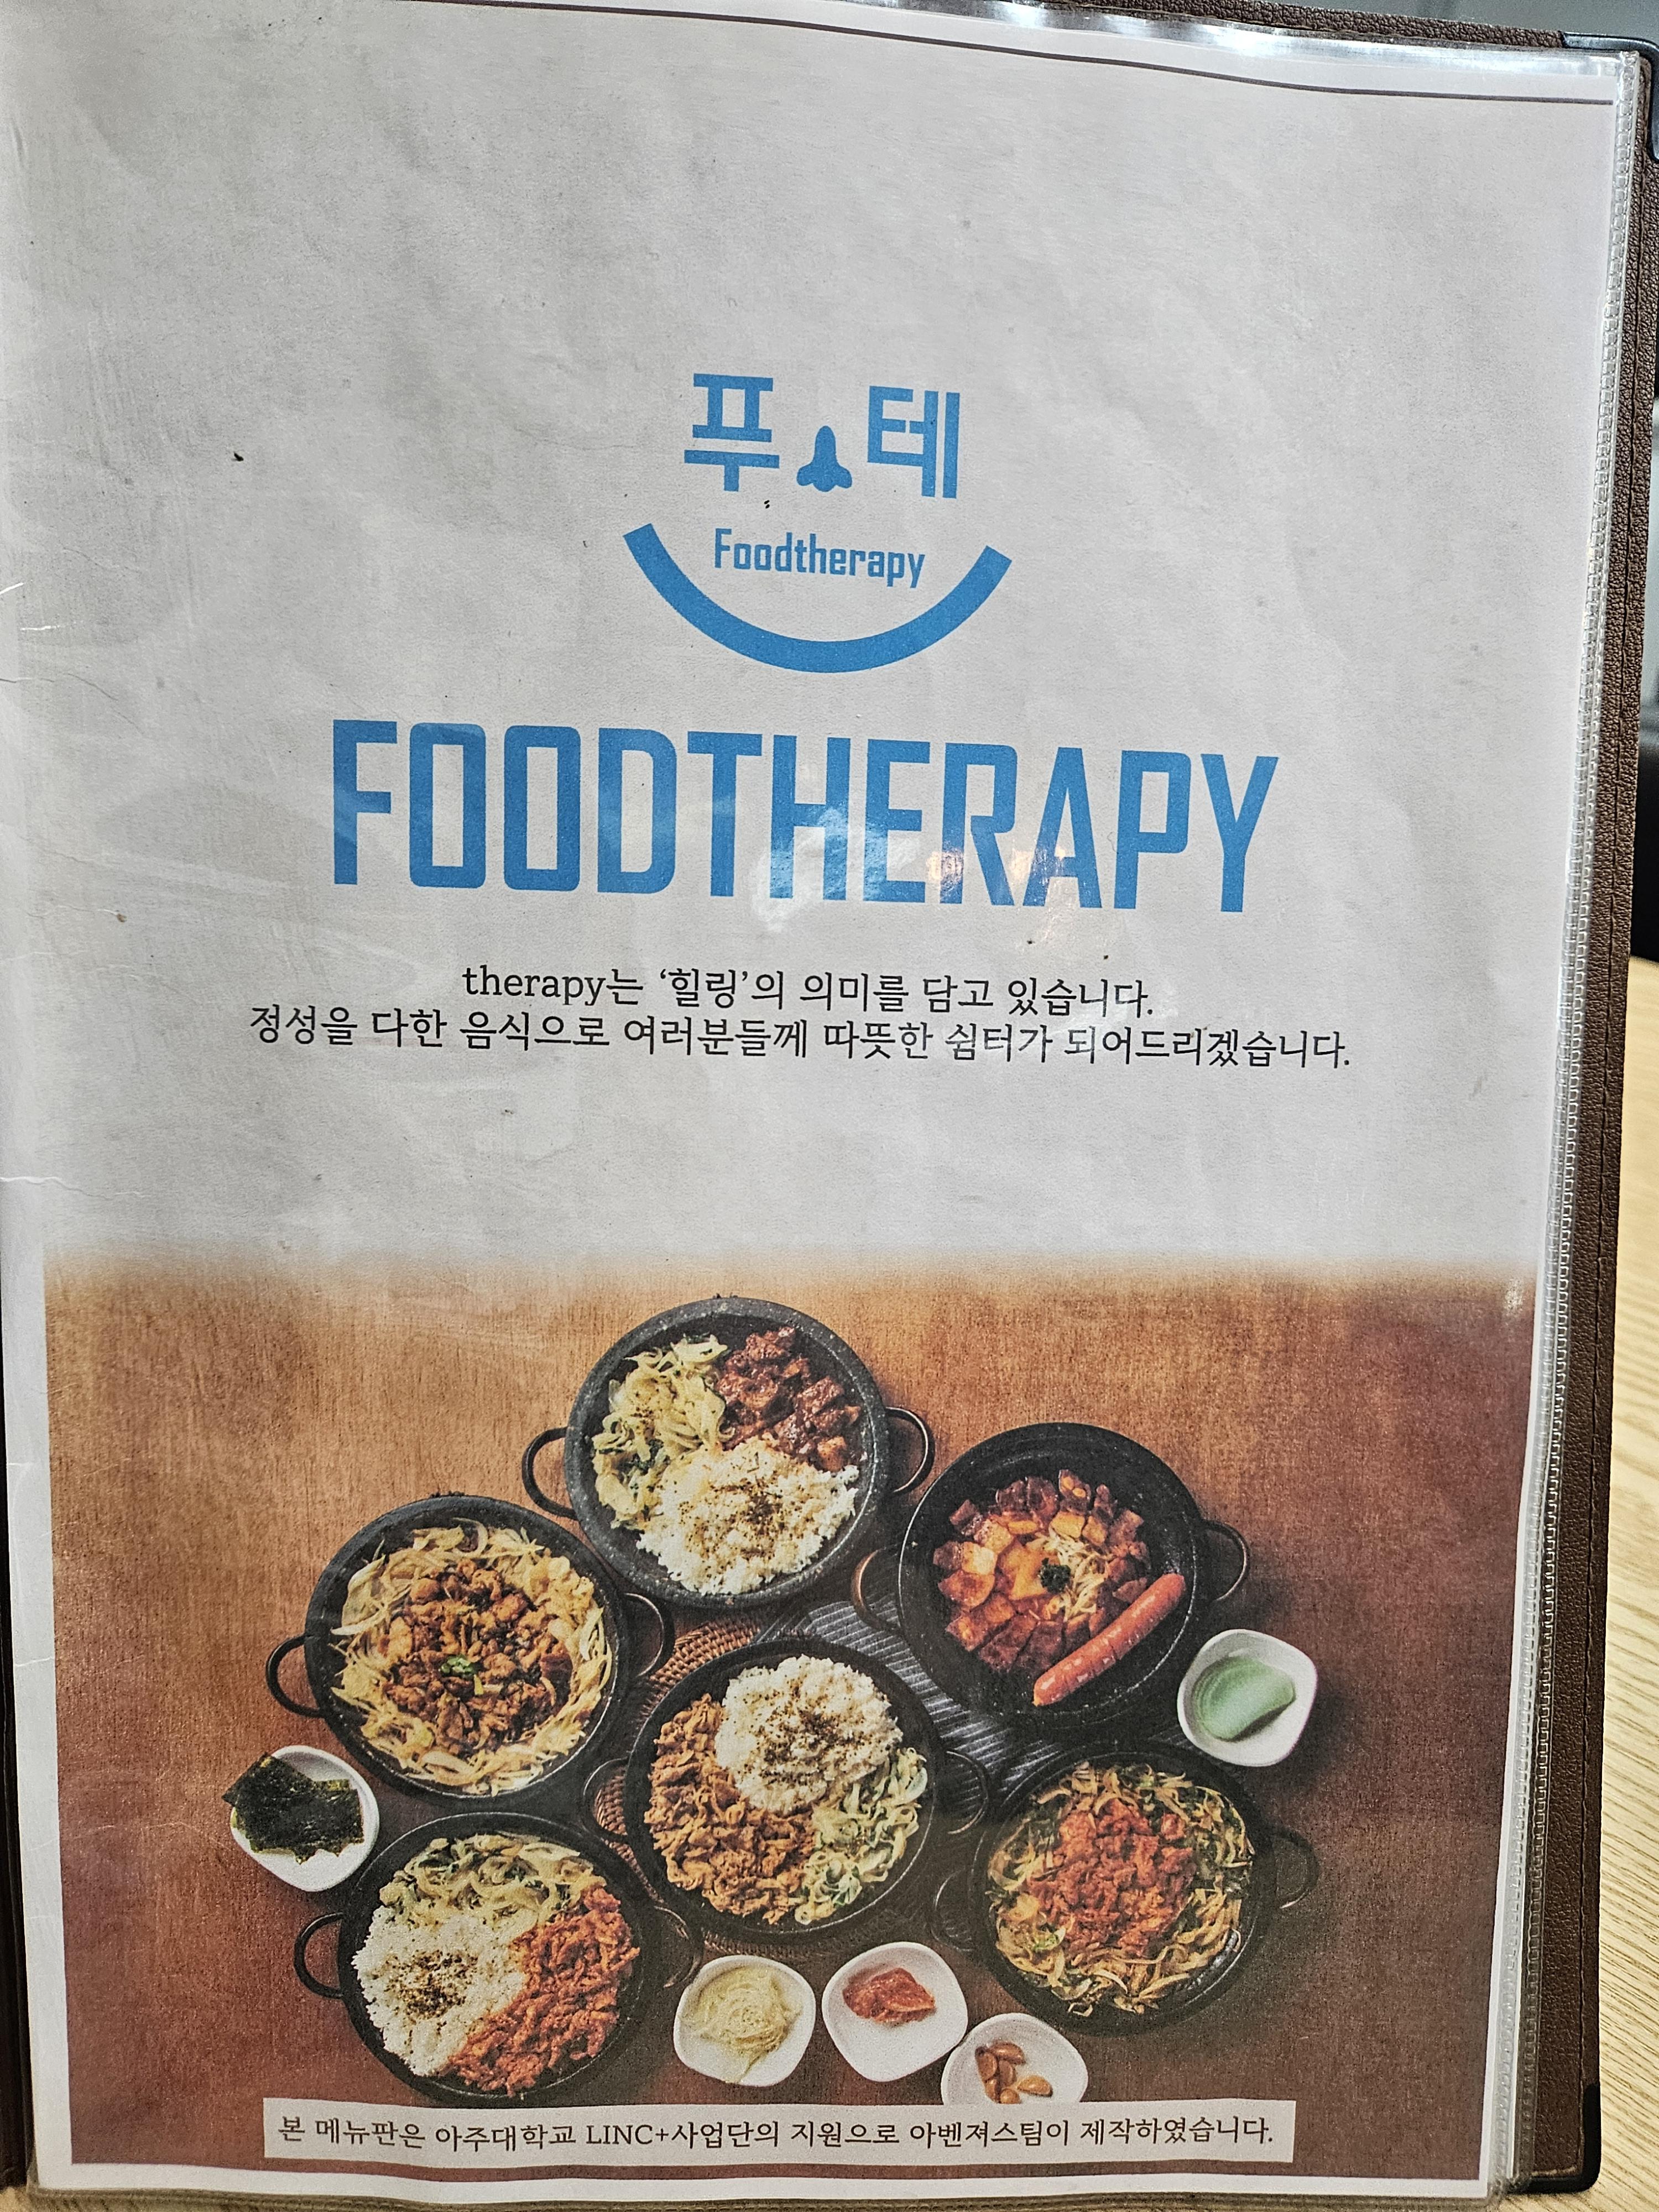 푸 테
Foodtherapy
FOODTHERAPY
therapy는 ‘힐링’의 의미를 담고 있습니다.
정성을 다한 음식으로 여러분들께 따뜻한 쉼터가 되어드리겠습니다.
본 메뉴판은 아주대학교 LINC+사업단의 지원으로 아벤져스팀이 제작하였습니다.